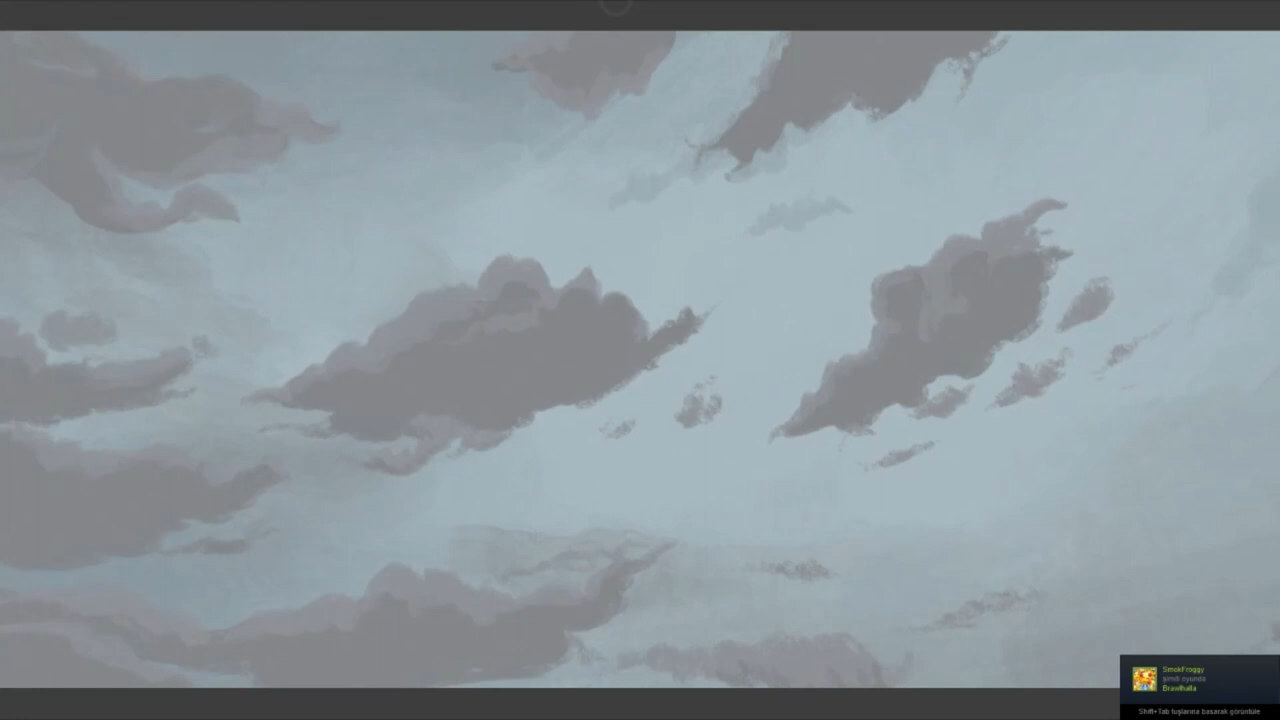 SmokFroggy
şimdi oyunda
Brawlhalla
Shift+Tab tuşlarına basarak görüntüle